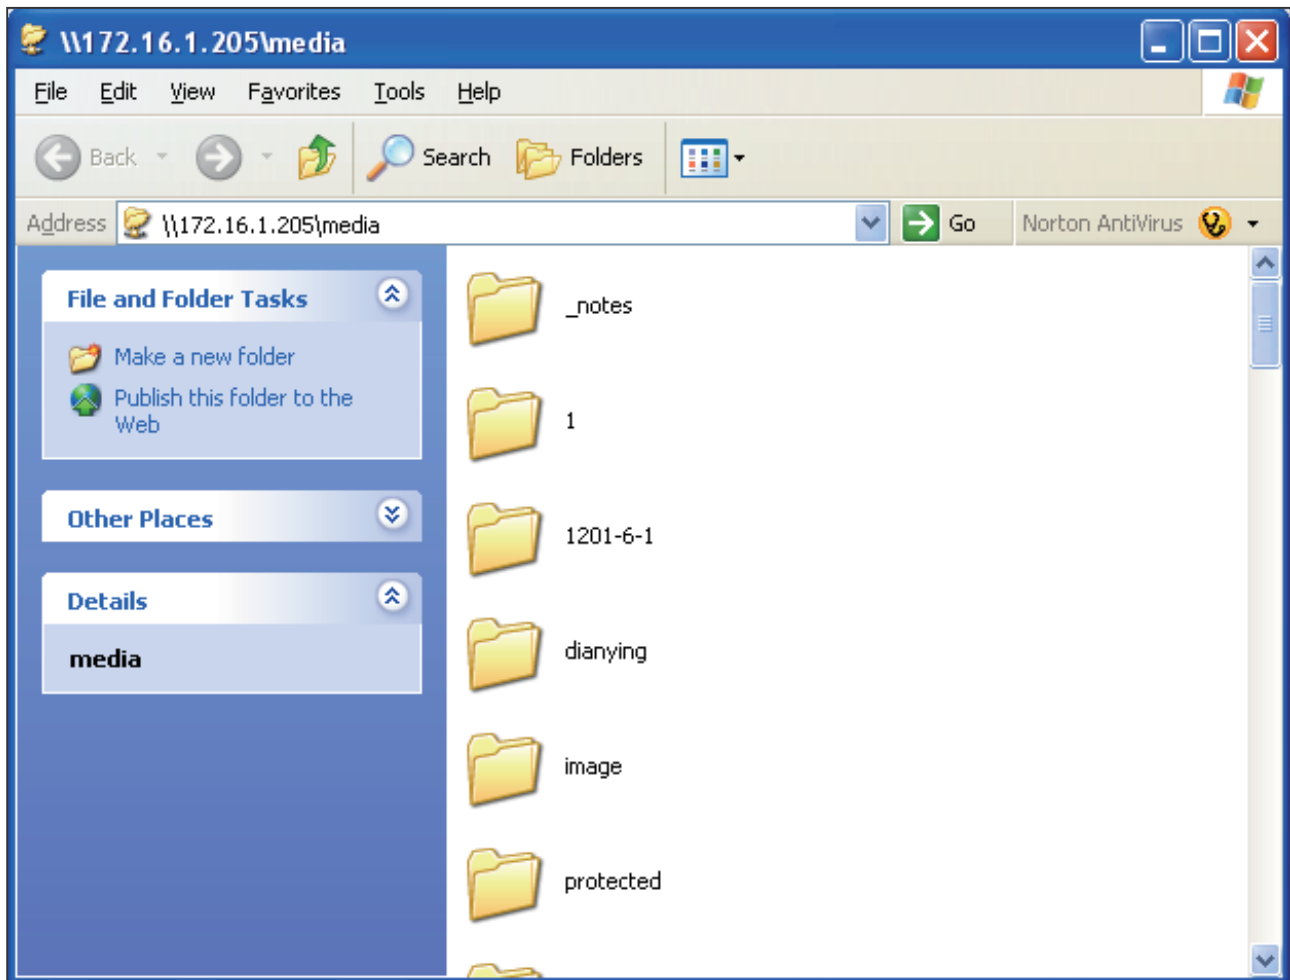 \\172.16.1.205\media
File Edit View Favorites Tools Help
Back Search Folders
Address \\172.16.1.205\media Go Norton AntiVirus
File and Folder Tasks
Make a new folder
Publish this folder to the
Web
Other Places
Details
media
_notes
1
1201-6-1
dianying
image
protected